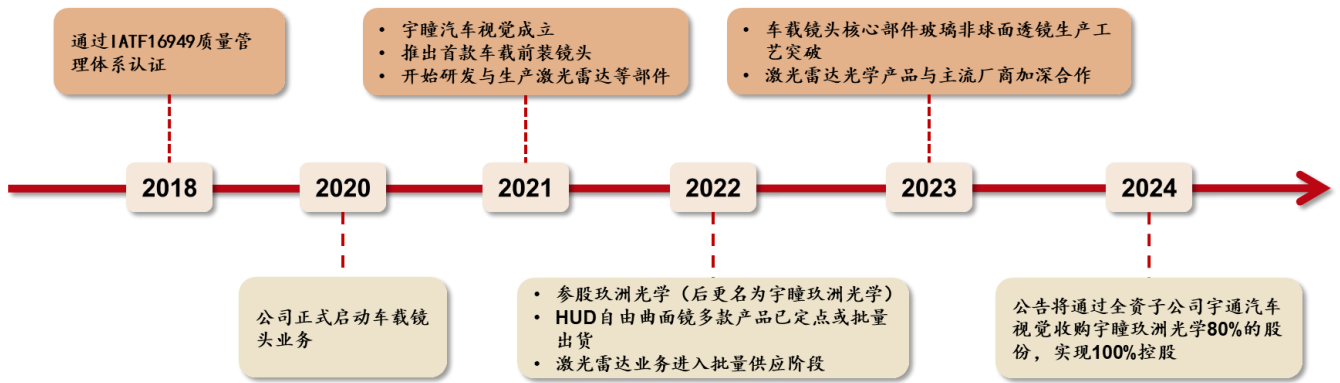 通过IATF16949质量管
理体系认证
• 宇瞳汽车视觉成立
• 推出首款车载前装镜头
• 开始研发与生产激光雷达等部件
• 车载镜头核心部件玻璃非球面透镜生产工
艺突破
• 激光雷达光学产品与主流厂商加深合作
2018
2020
2021
2022
2023
2024
公司正式启动车载镜
头业务
• 参股玖洲光学（后更名为宇瞳玖洲光学）
• HUD自由曲面镜多款产品已定点或批量
出货
• 激光雷达业务进入批量供应阶段
公告将通过全资子公司宇通汽车
视觉收购宇瞳玖洲光学80%的股
份，实现100%控股